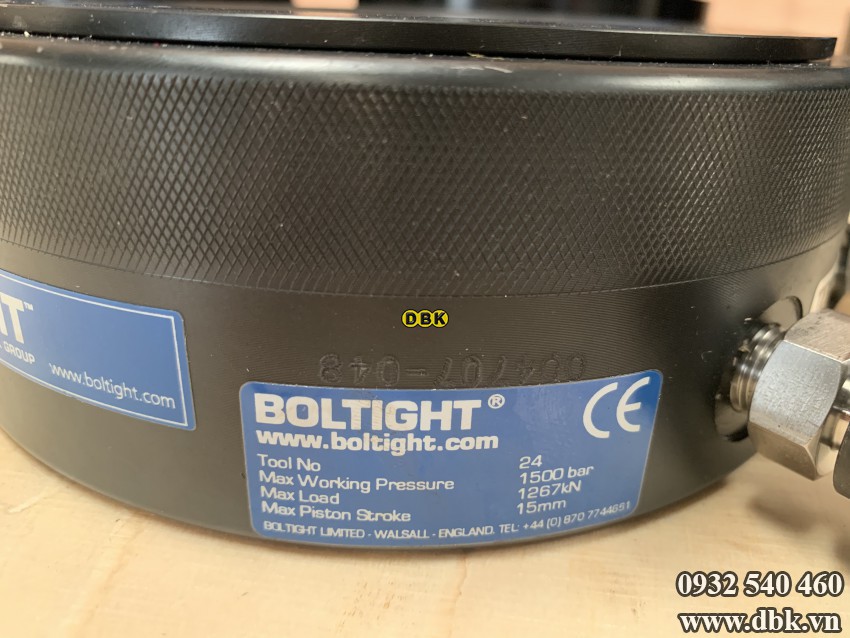 DBK
HT™
GROUP
www.boltight.com
BOLTIGHT®
CE
www.boltight.com
Tool No 24
Max Working Pressure 1500 bar
Max Load 1267kN
Max Piston Stroke 15mm
BOLTIGHT LIMITED - WALSALL - ENGLAND. TEL: +44 (0) 870 7744651
0932 540 460
www.dbk.vn